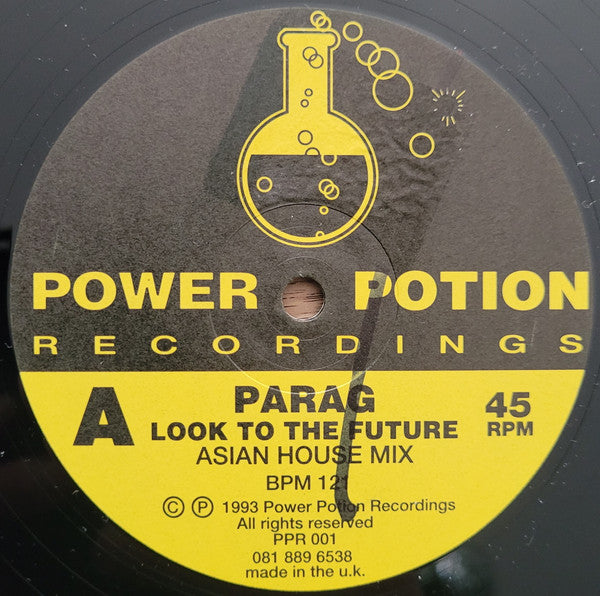 POWER POTION
RECORDINGS
A
PARAG
LOOK TO THE FUTURE
ASIAN HOUSE MIX
45
RPM
BPM 121
© ℗ 1993 Power Potion Recordings
All rights reserved
PPR 001
081 889 6538
made in the u.k.